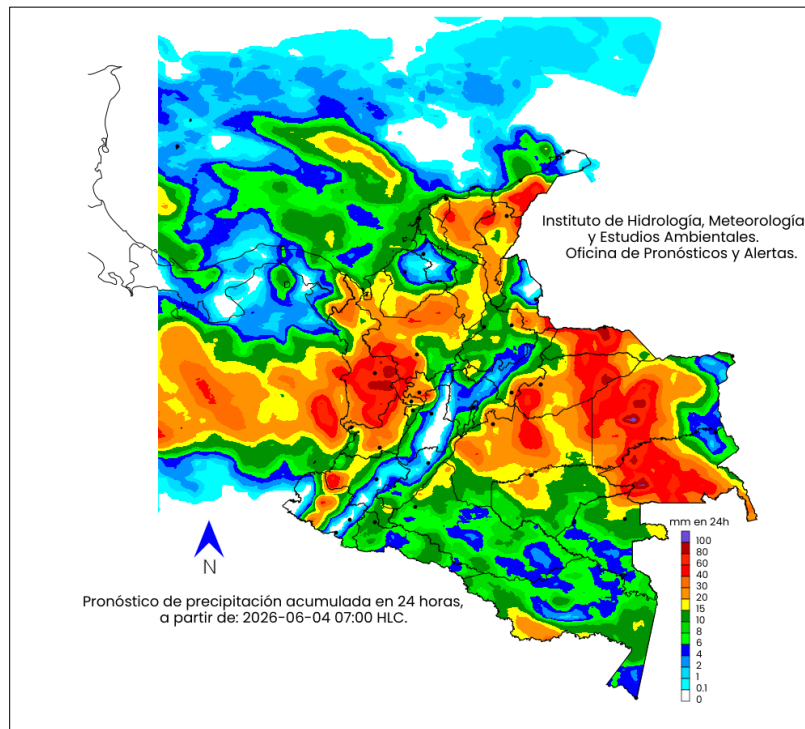 Instituto de Hidrología, Meteorología
y Estudios Ambientales.
Oficina de Pronósticos y Alertas.
N
Pronóstico de precipitación acumulada en 24 horas,
a partir de: 2026-06-04 07:00 HLC.
mm en 24h
100
80
60
40
30
20
15
10
8
6
4
2
1
0.1
0